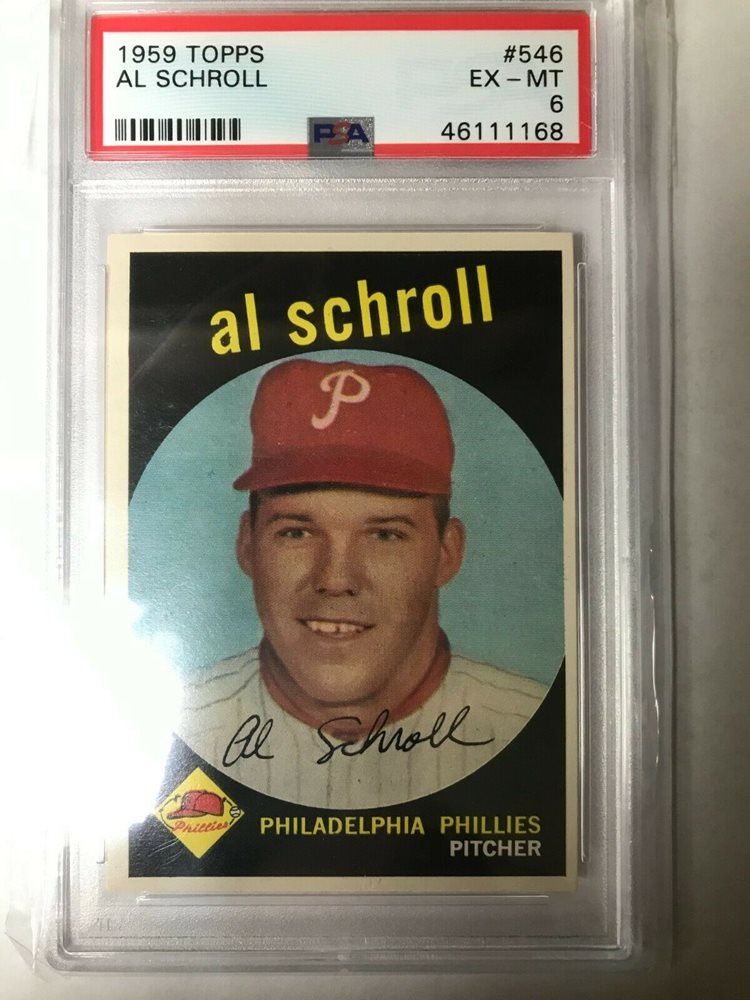 1959 TOPPS #546
AL SCHROLL EX - MT
6
PSA 46111168
al schroll
P
Al Schroll
Phillies
PHILADELPHIA PHILLIES
PITCHER